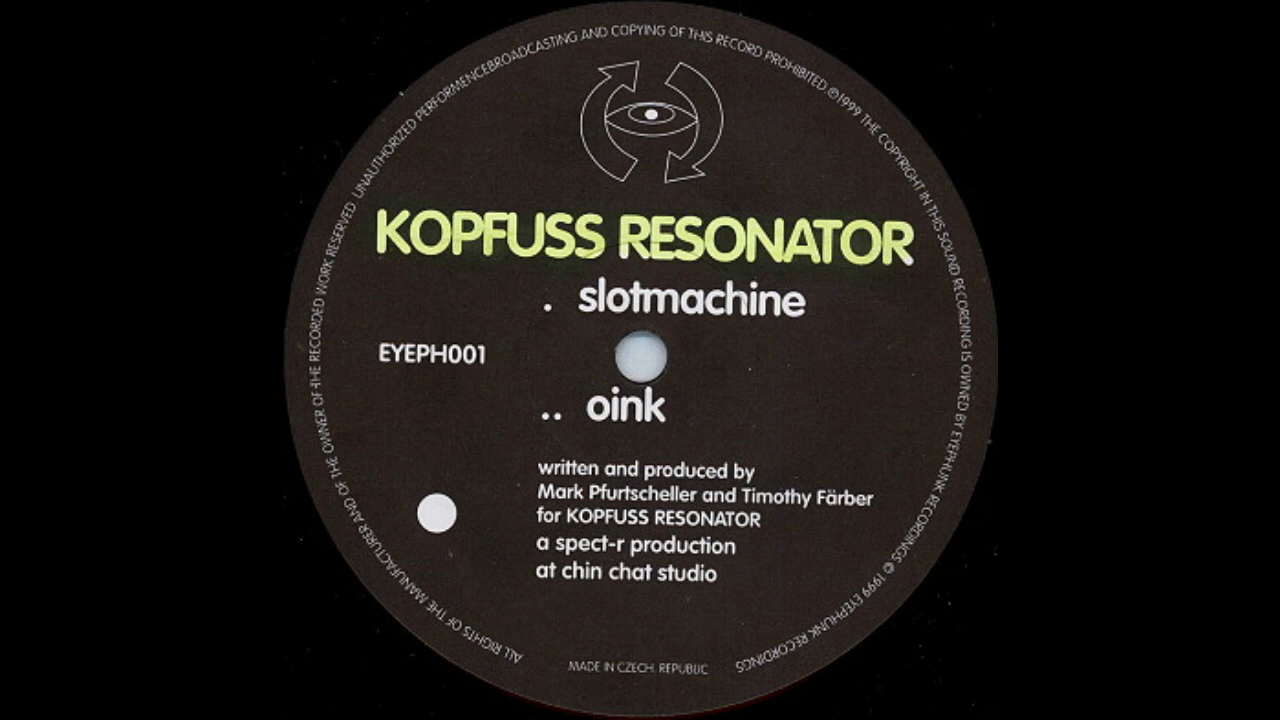 ALL RIGHTS OF THE MANUFACTURER AND OF THE OWNER OF THE RECORDED WORK RESERVED UNAUTHORIZED PERFORMENCEBROADCASTING AND COPYING OF THIS RECORD PROHIBITED ℗1999 THE COPYRIGHT IN THIS SOUND RECORDING IS OWNED BY EYEPHUNK RECORDINGS © 1999 EYEPHUNK RECORDINGS
KOPFUSS RESONATOR
. slotmachine
EYEPH001
.. oink
written and produced by
Mark Pfurtscheller and Timothy Färber
for KOPFUSS RESONATOR
a spect-r production
at chin chat studio
MADE IN CZECH. REPUBLIC